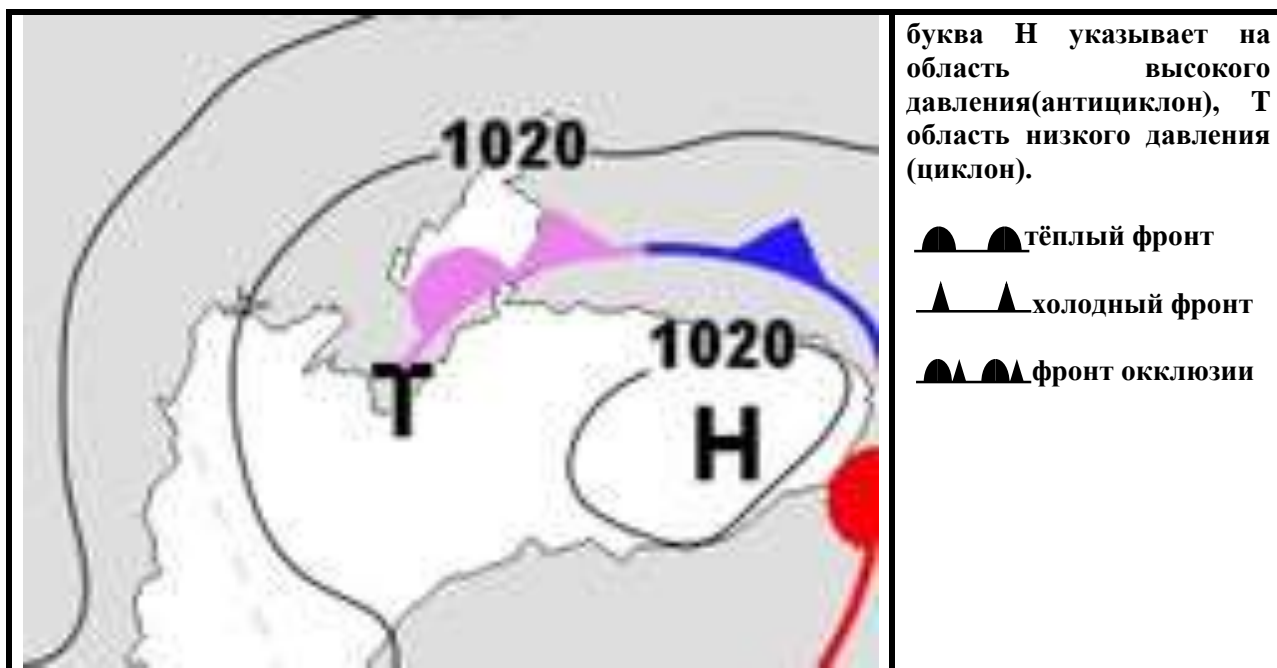 1020
1020
T
H
буква Н указывает на
область высокого
давления(антициклон), Т
область низкого давления
(циклон).
тёплый фронт
холодный фронт
фронт окклюзии